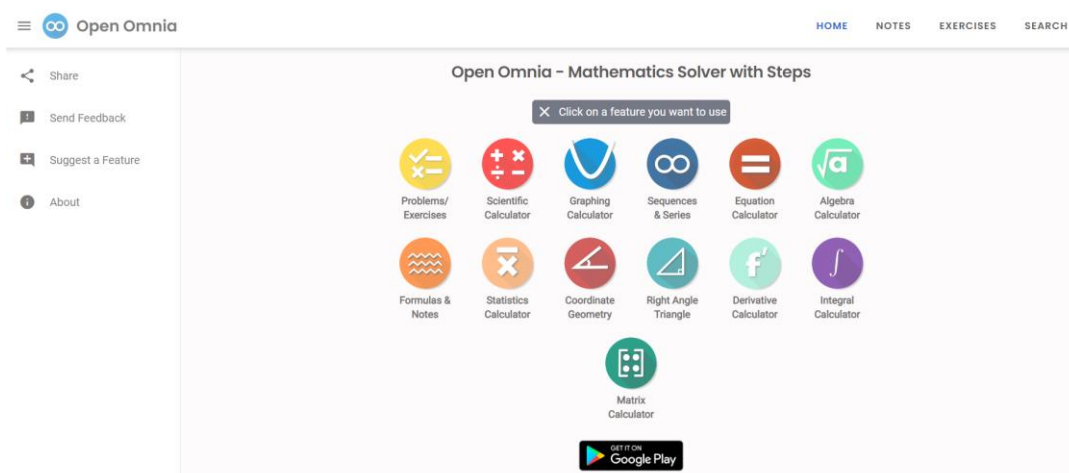 Open Omnia
HOME NOTES EXERCISES SEARCH
Share
Send Feedback
Suggest a Feature
About
Open Omnia - Mathematics Solver with Steps
Click on a feature you want to use
Problems/
Exercises
Scientific
Calculator
Graphing
Calculator
Sequences
& Series
Equation
Calculator
√a
Algebra
Calculator
Formulas &
Notes
x̅
Statistics
Calculator
Coordinate
Geometry
Right Angle
Triangle
f'
Derivative
Calculator
∫
Integral
Calculator
Matrix
Calculator
GET IT ON
Google Play